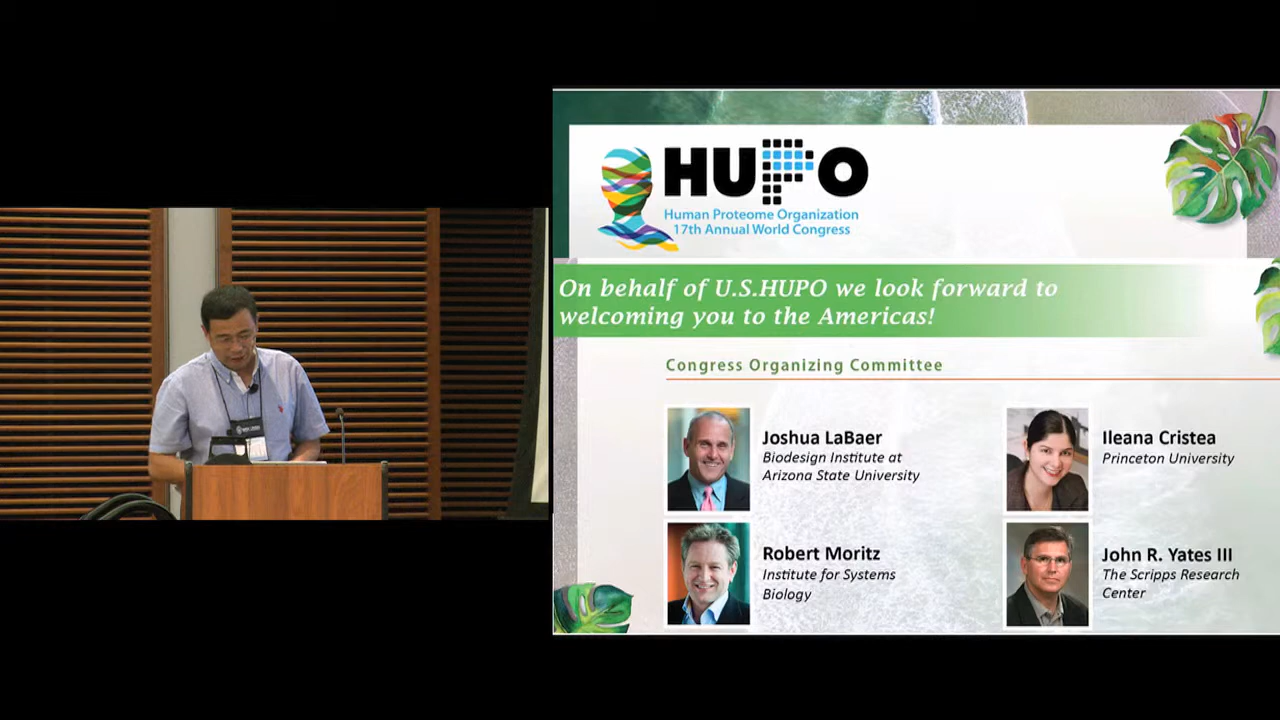 HUPO
Human Proteome Organization
17th Annual World Congress
On behalf of U.S.HUPO we look forward to
welcoming you to the Americas!
Congress Organizing Committee
Joshua LaBaer
Biodesign Institute at
Arizona State University
Ileana Cristea
Princeton University
Robert Moritz
Institute for Systems
Biology
John R. Yates III
The Scripps Research
Center